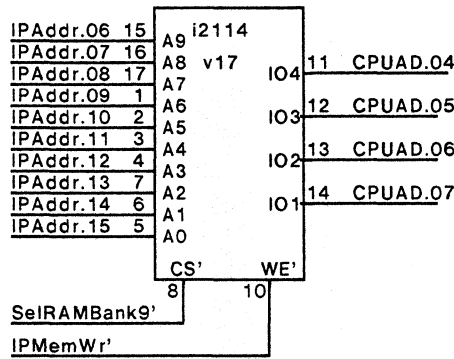 IPAddr.06 15 A9 i2114
IPAddr.07 16 A8 v17
IPAddr.08 17 A7 IO4 11 CPUAD.04
IPAddr.09 1 A6
IPAddr.10 2 A5 IO3 12 CPUAD.05
IPAddr.11 3 A4
IPAddr.12 4 A3 IO2 13 CPUAD.06
IPAddr.13 7 A2
IPAddr.14 6 A1 IO1 14 CPUAD.07
IPAddr.15 5 A0
CS' WE'
8 10
SelRAMBank9'
IPMemWr'